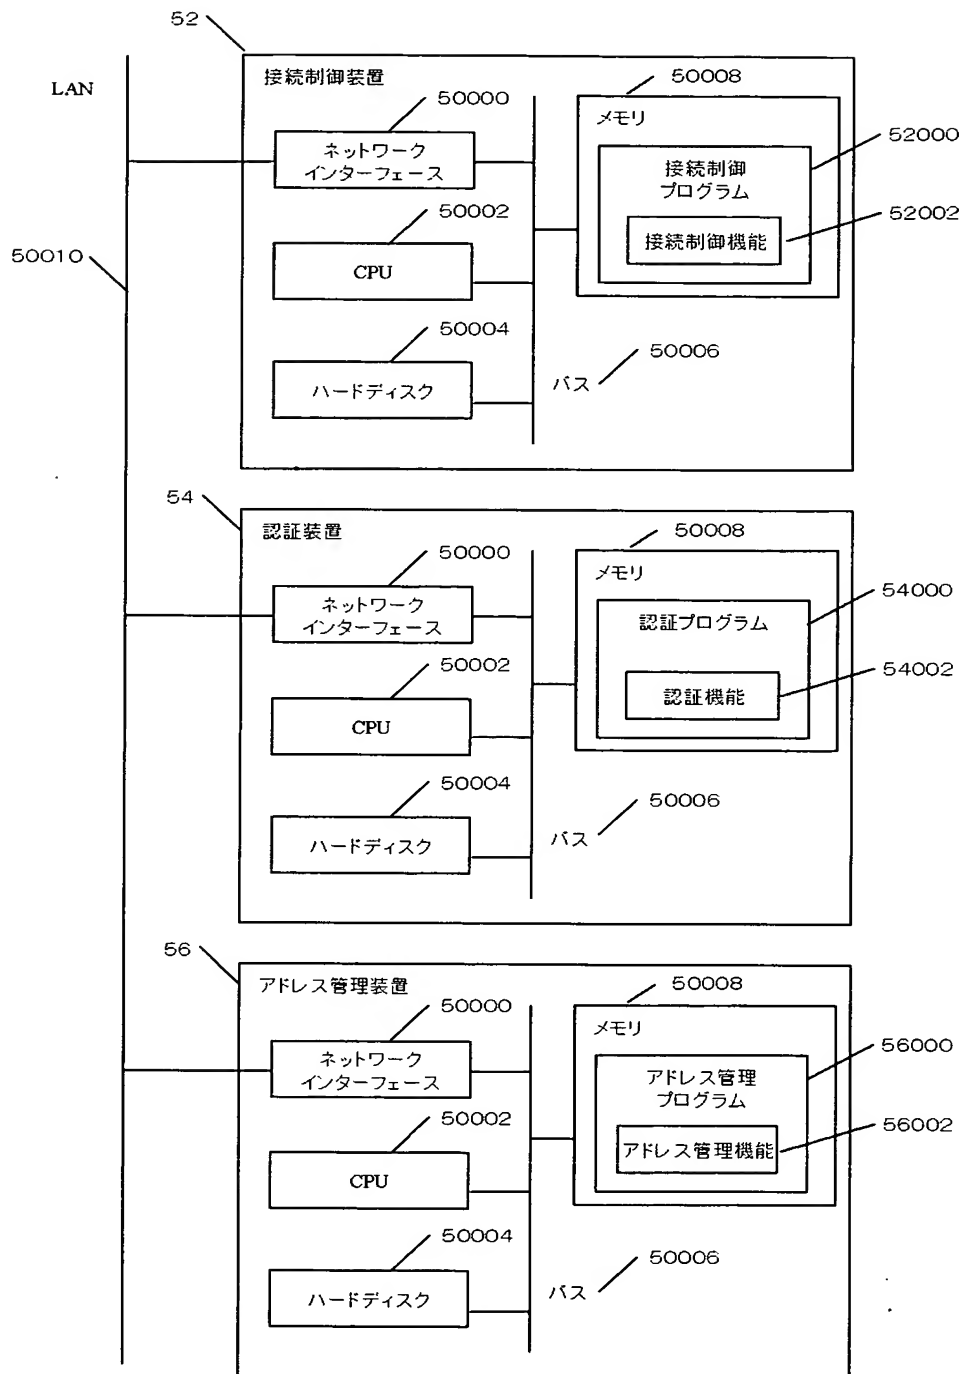 52
LAN
接続制御装置
50000
ネットワーク
インターフェース
50002
CPU
50004
ハードディスク
50006
バス
50008
メモリ
52000
接続制御
プログラム
52002
接続制御機能
50010
54
認証装置
50000
ネットワーク
インターフェース
50002
CPU
50004
ハードディスク
50006
バス
50008
メモリ
54000
認証プログラム
54002
認証機能
56
アドレス管理装置
50000
ネットワーク
インターフェース
50002
CPU
50004
ハードディスク
50006
バス
50008
メモリ
56000
アドレス管理
プログラム
56002
アドレス管理機能